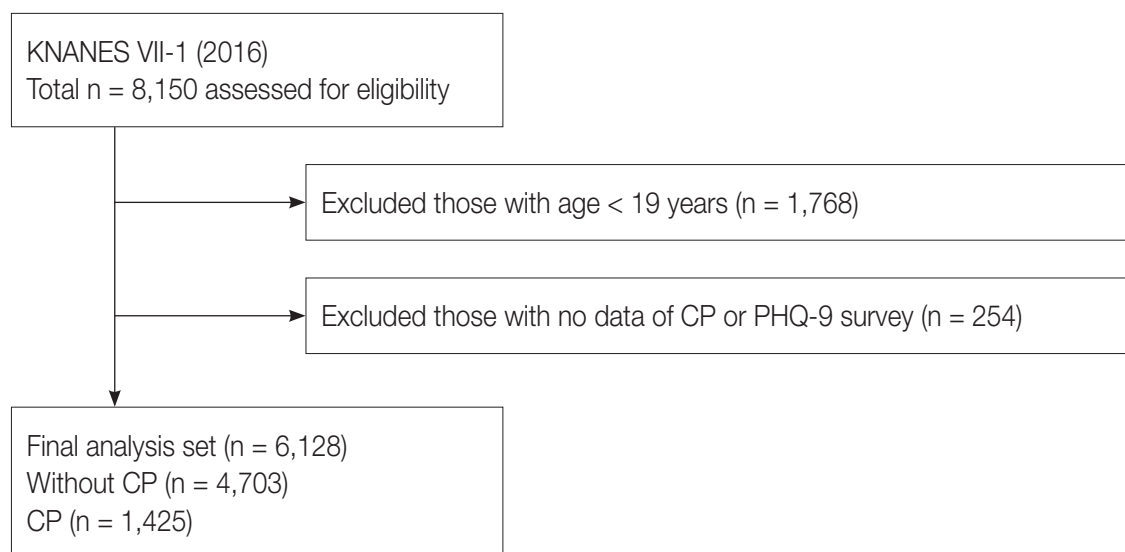 KNANES VII-1 (2016)
Total n = 8,150 assessed for eligibility
Excluded those with age < 19 years (n = 1,768)
Excluded those with no data of CP or PHQ-9 survey (n = 254)
Final analysis set (n = 6,128)
Without CP (n = 4,703)
CP (n = 1,425)